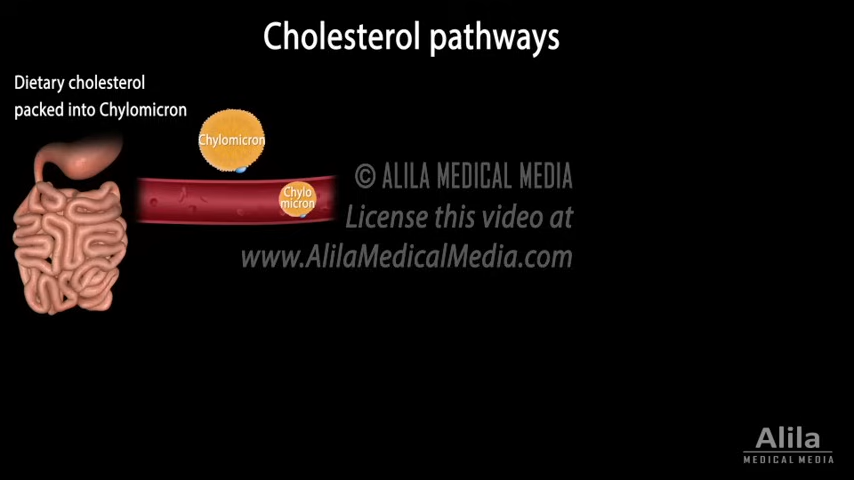 Cholesterol pathways
Dietary cholesterol
packed into Chylomicron
Chylomicron
Chylo
micron
© ALILA MEDICAL MEDIA
License this video at
www.AlilaMedicalMedia.com
Alila
MEDICAL MEDIA